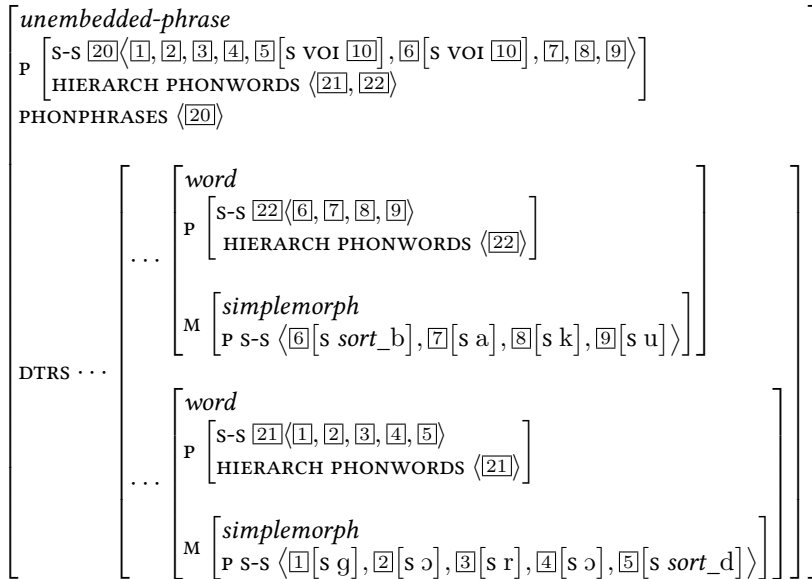 unembedded-phrase
P [S-S [20]⟨[1], [2], [3], [4], [5][S VOI [10]], [6][S VOI [10]], [7], [8], [9]⟩
HIERARCH PHONWORDS ⟨[21], [22]⟩]
PHONPHRASES ⟨[20]⟩
word
P [S-S [22]⟨[6], [7], [8], [9]⟩
HIERARCH PHONWORDS ⟨[22]⟩]
...
simplemorph
M [P S-S ⟨[6][S sort_b], [7][S a], [8][S k], [9][S u]⟩]
DTRS ···
word
P [S-S [21]⟨[1], [2], [3], [4], [5]⟩
HIERARCH PHONWORDS ⟨[21]⟩]
...
simplemorph
M [P S-S ⟨[1][S g], [2][S ɔ], [3][S r], [4][S ɔ], [5][S sort_d]⟩]